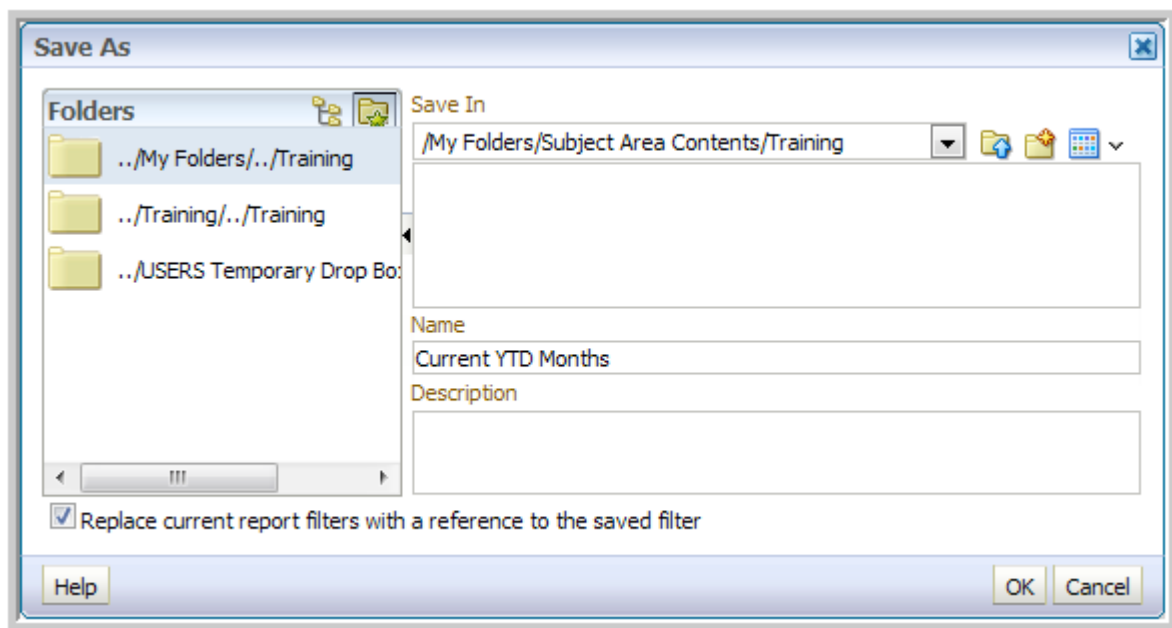 Save As
Folders
../My Folders/../Training
../Training/../Training
../USERS Temporary Drop
Save In
/My Folders/Subject Area Contents/Training
Name
Current YTD Months
Description
Replace current report filters with a reference to the saved filter
Help
OK
Cancel